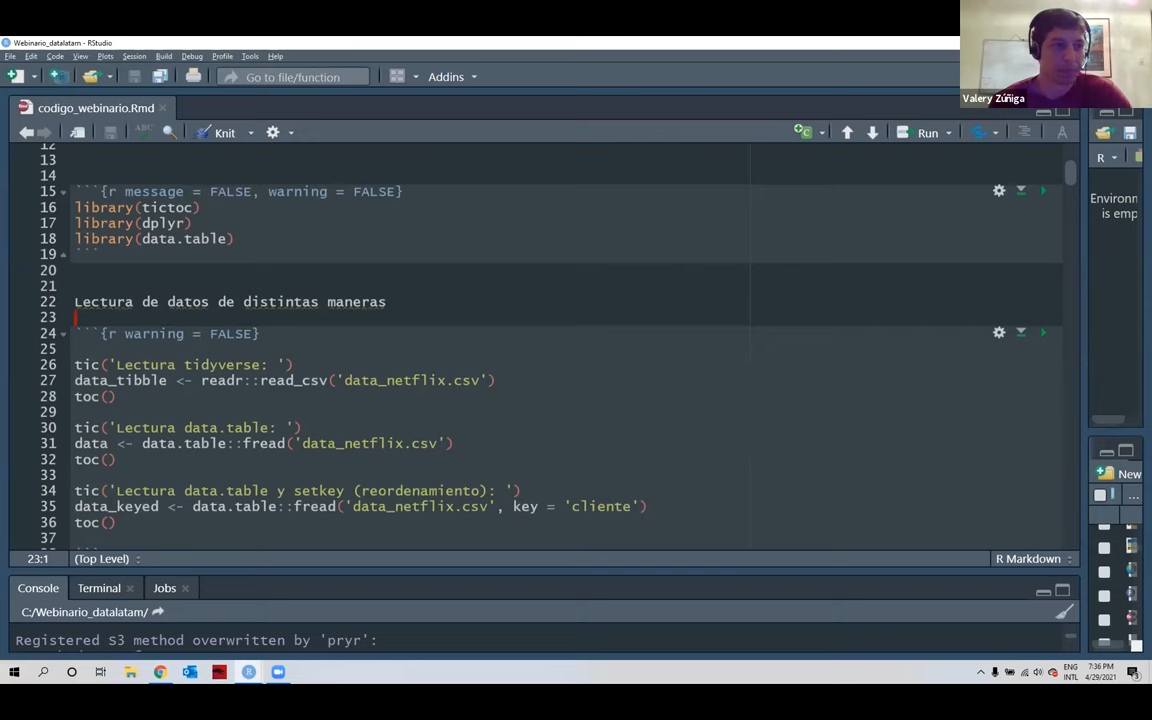 Webinario_datalatam - RStudio
File Edit Code View Plots Session Build Debug Profile Tools Help
Go to file/function Addins
Valery Zúñiga
codigo_webinario.Rmd
ABC Knit Run R
12
13
14
15 ```{r message = FALSE, warning = FALSE}
16 library(tictoc)
17 library(dplyr)
18 library(data.table)
19 ```
20
21
22 Lectura de datos de distintas maneras
23
24 ```{r warning = FALSE}
25
26 tic('Lectura tidyverse: ')
27 data_tibble <- readr::read_csv('data_netflix.csv')
28 toc()
29
30 tic('Lectura data.table: ')
31 data <- data.table::fread('data_netflix.csv')
32 toc()
33
34 tic('Lectura data.table y setkey (reordenamiento): ')
35 data_keyed <- data.table::fread('data_netflix.csv', key = 'cliente')
36 toc()
37
Environn
is emp
New
23:1 (Top Level) R Markdown
Console Terminal Jobs
C:/Webinario_datalatam/
Registered S3 method overwritten by 'pryr':
ENG 7:36 PM
INTL 4/29/2021